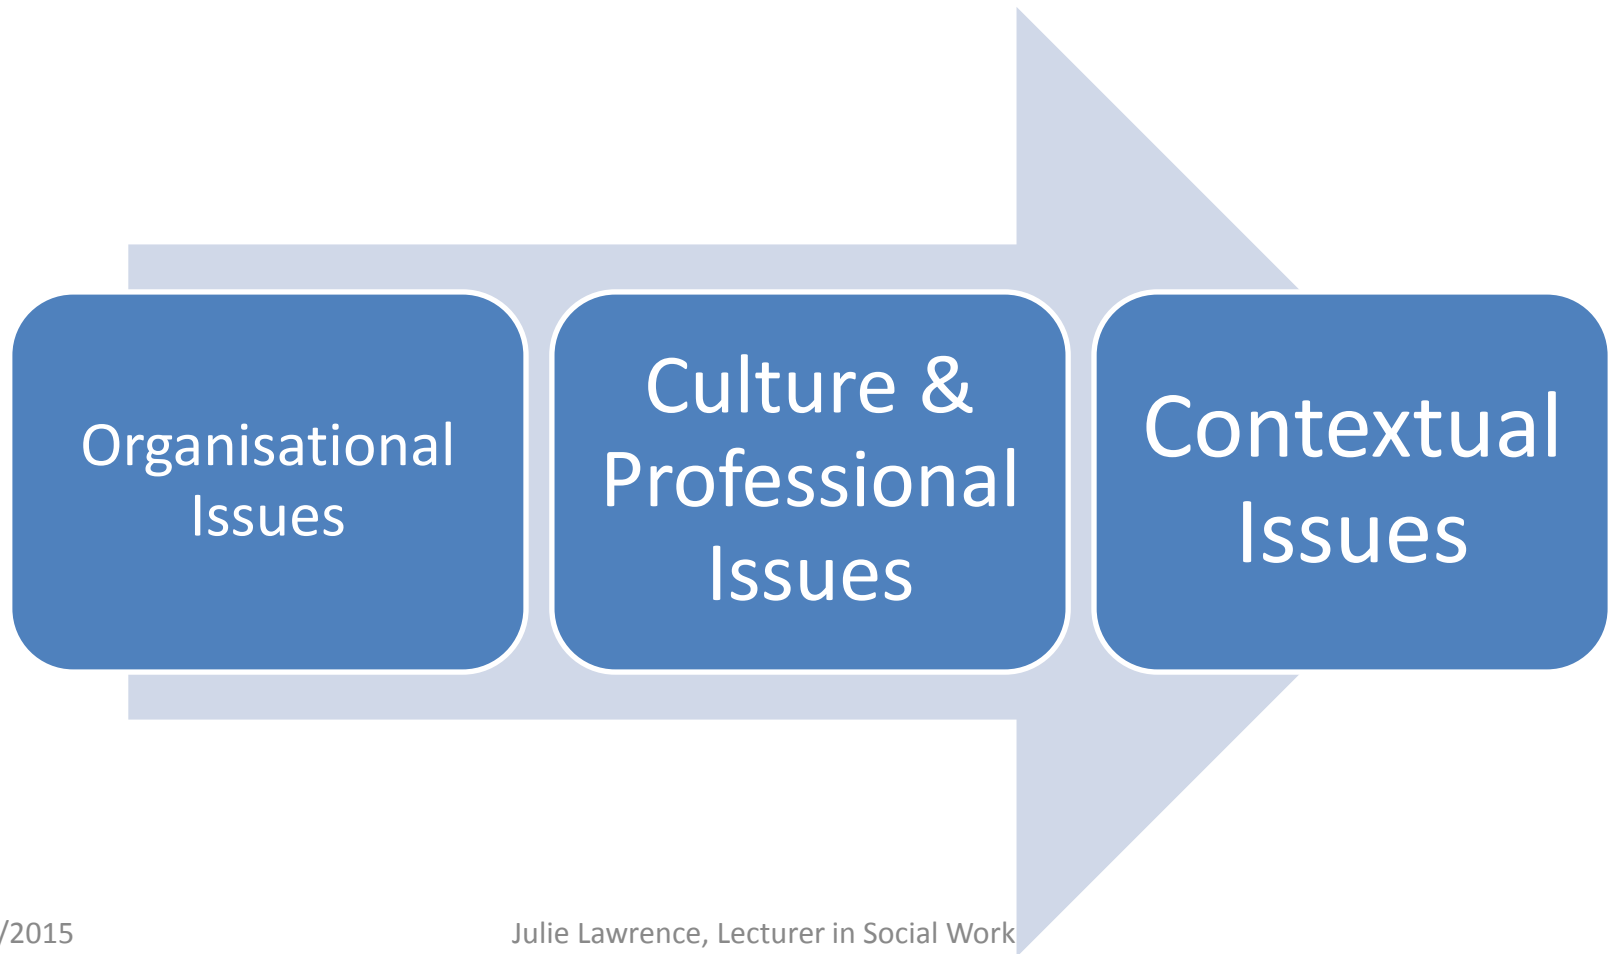 Organisational
Issues
Culture &
Professional
Issues
Contextual
Issues
/2015
Julie Lawrence, Lecturer in Social Work